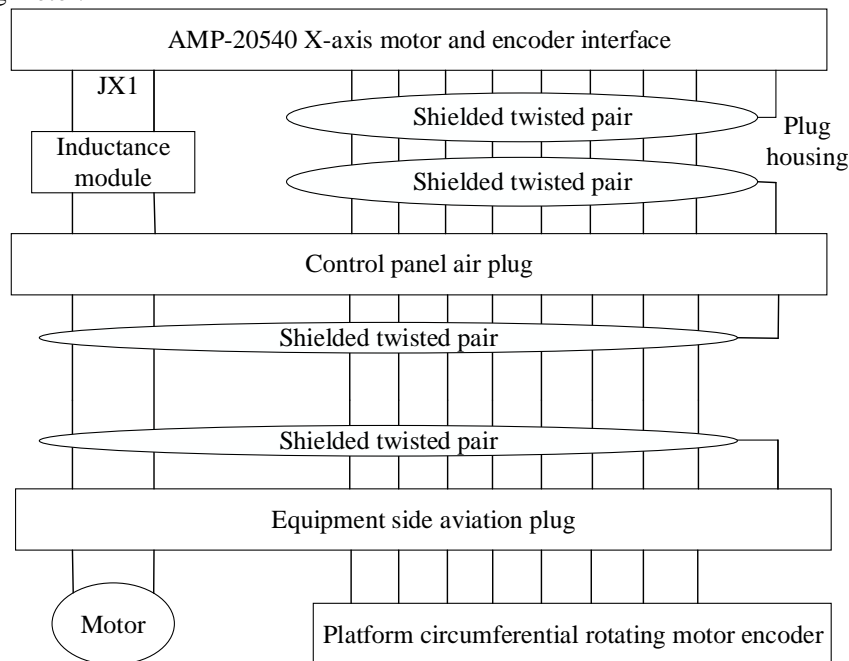 AMP-20540 X-axis motor and encoder interface
JX1
Shielded twisted pair
Plug
housing
Inductance
module
Shielded twisted pair
Control panel air plug
Shielded twisted pair
Shielded twisted pair
Equipment side aviation plug
Motor
Platform circumferential rotating motor encoder